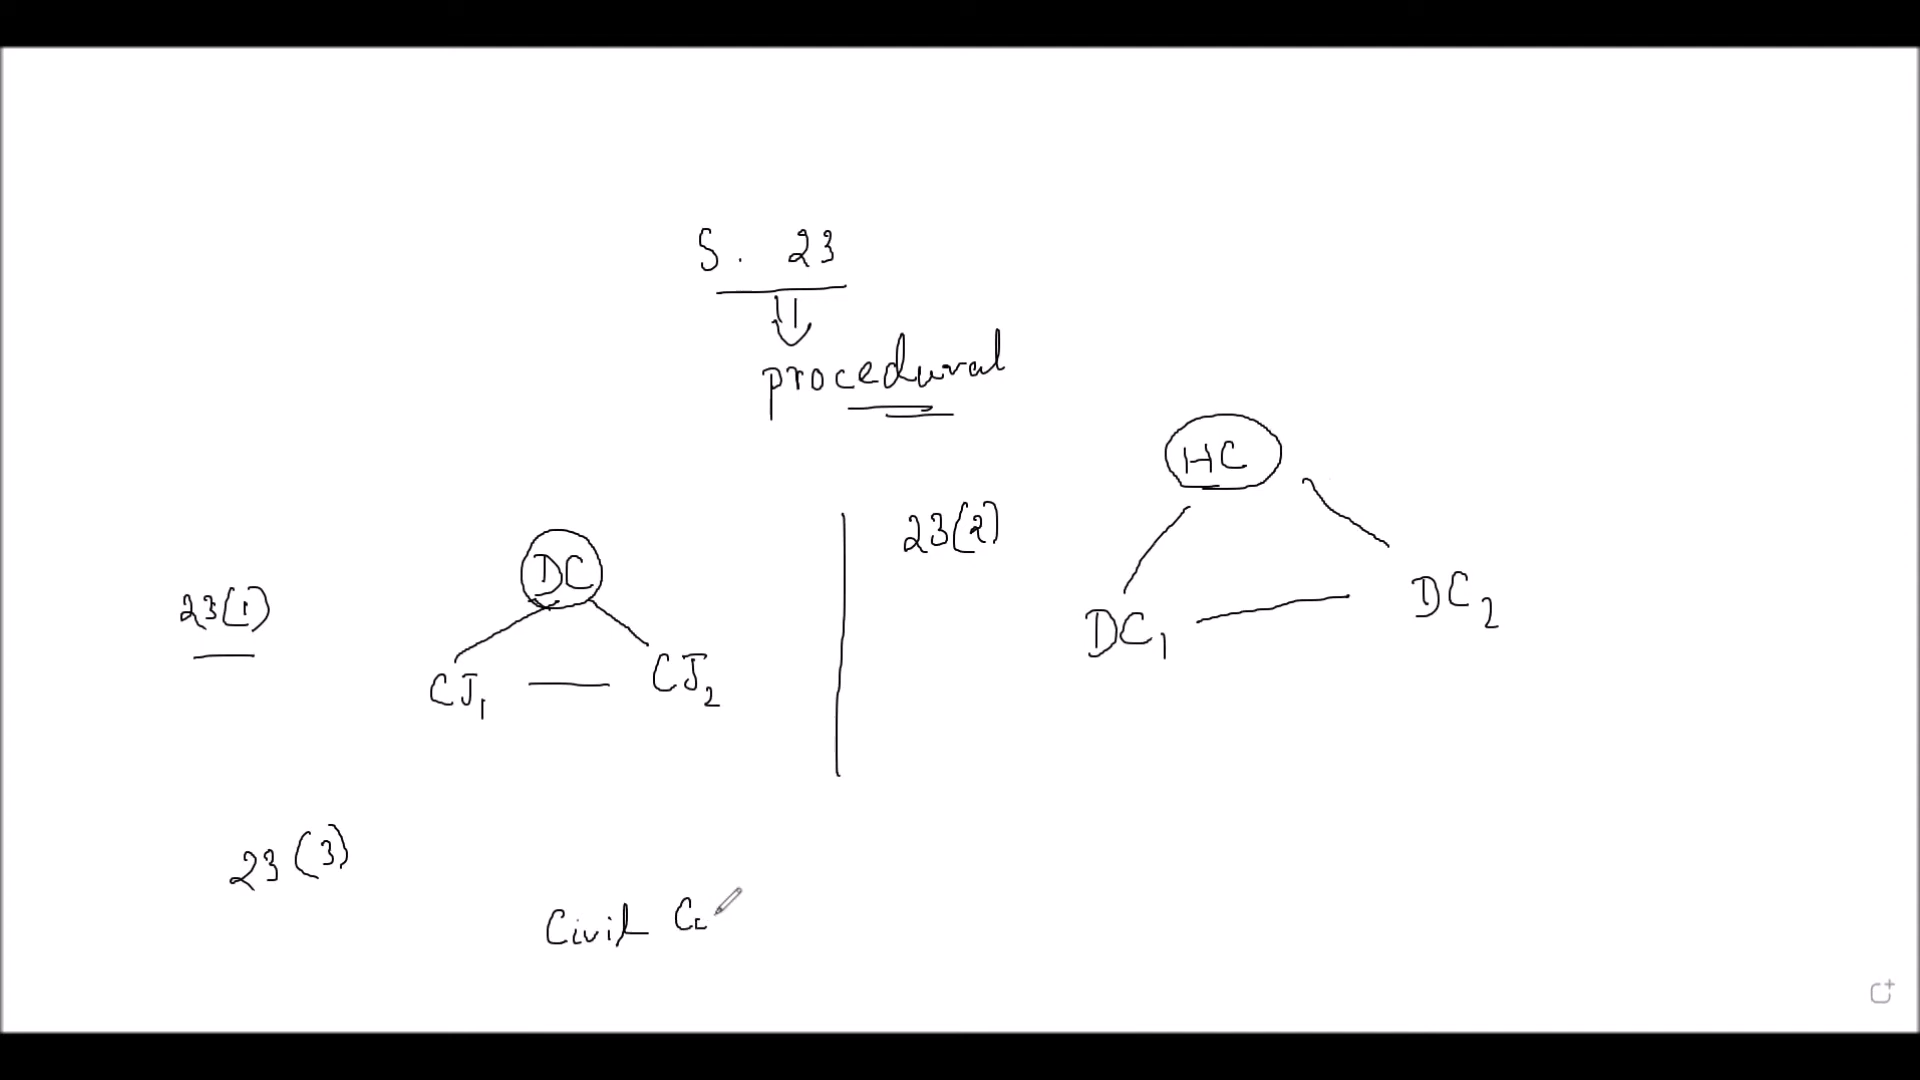 S. 23
procedural
HC
23(2)
DC
23(1)
DC₁
DC₂
CJ₁
CJ₂
23(3)
Civil